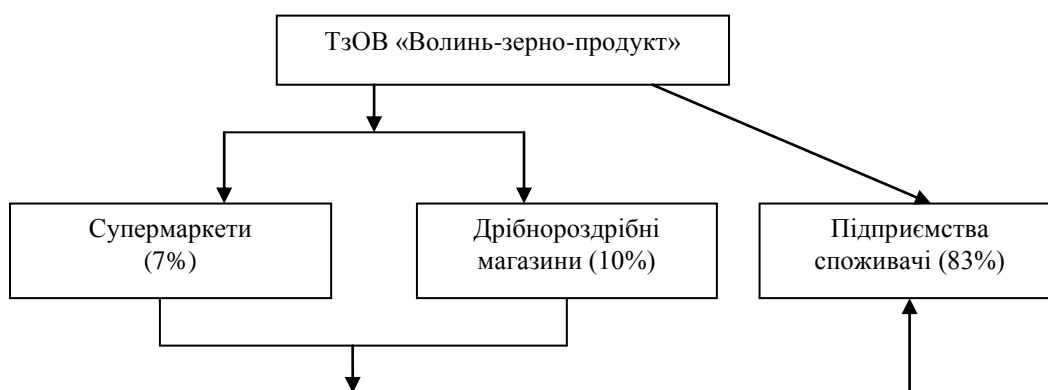 ТзОВ «Волинь-зерно-продукт»
Супермаркети
(7%)
Дрібнороздрібні
магазини (10%)
Підприємства
споживачі (83%)